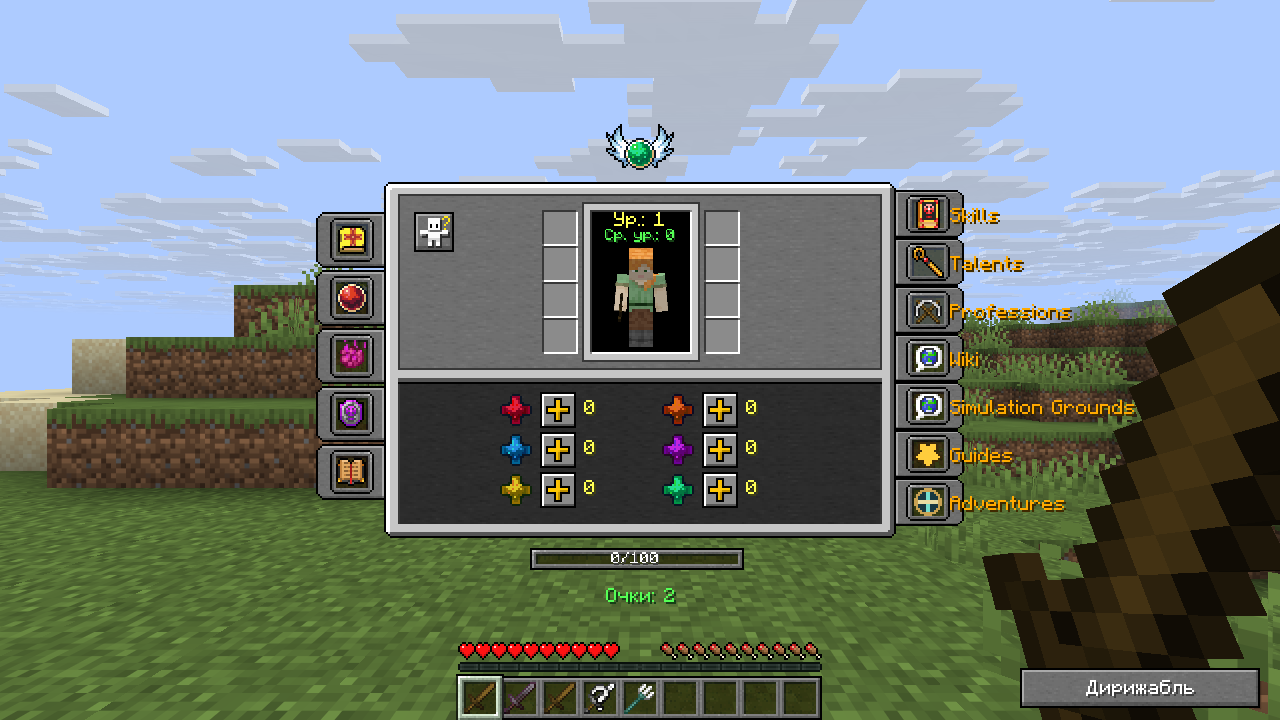 Ур.: 1
Ср. ур.: 0
Skills
Talents
Professions
Wiki
Simulation Grounds
Guides
Adventures
0 0
0 0
0 0
0/100
Очки: 2
Дирижабль